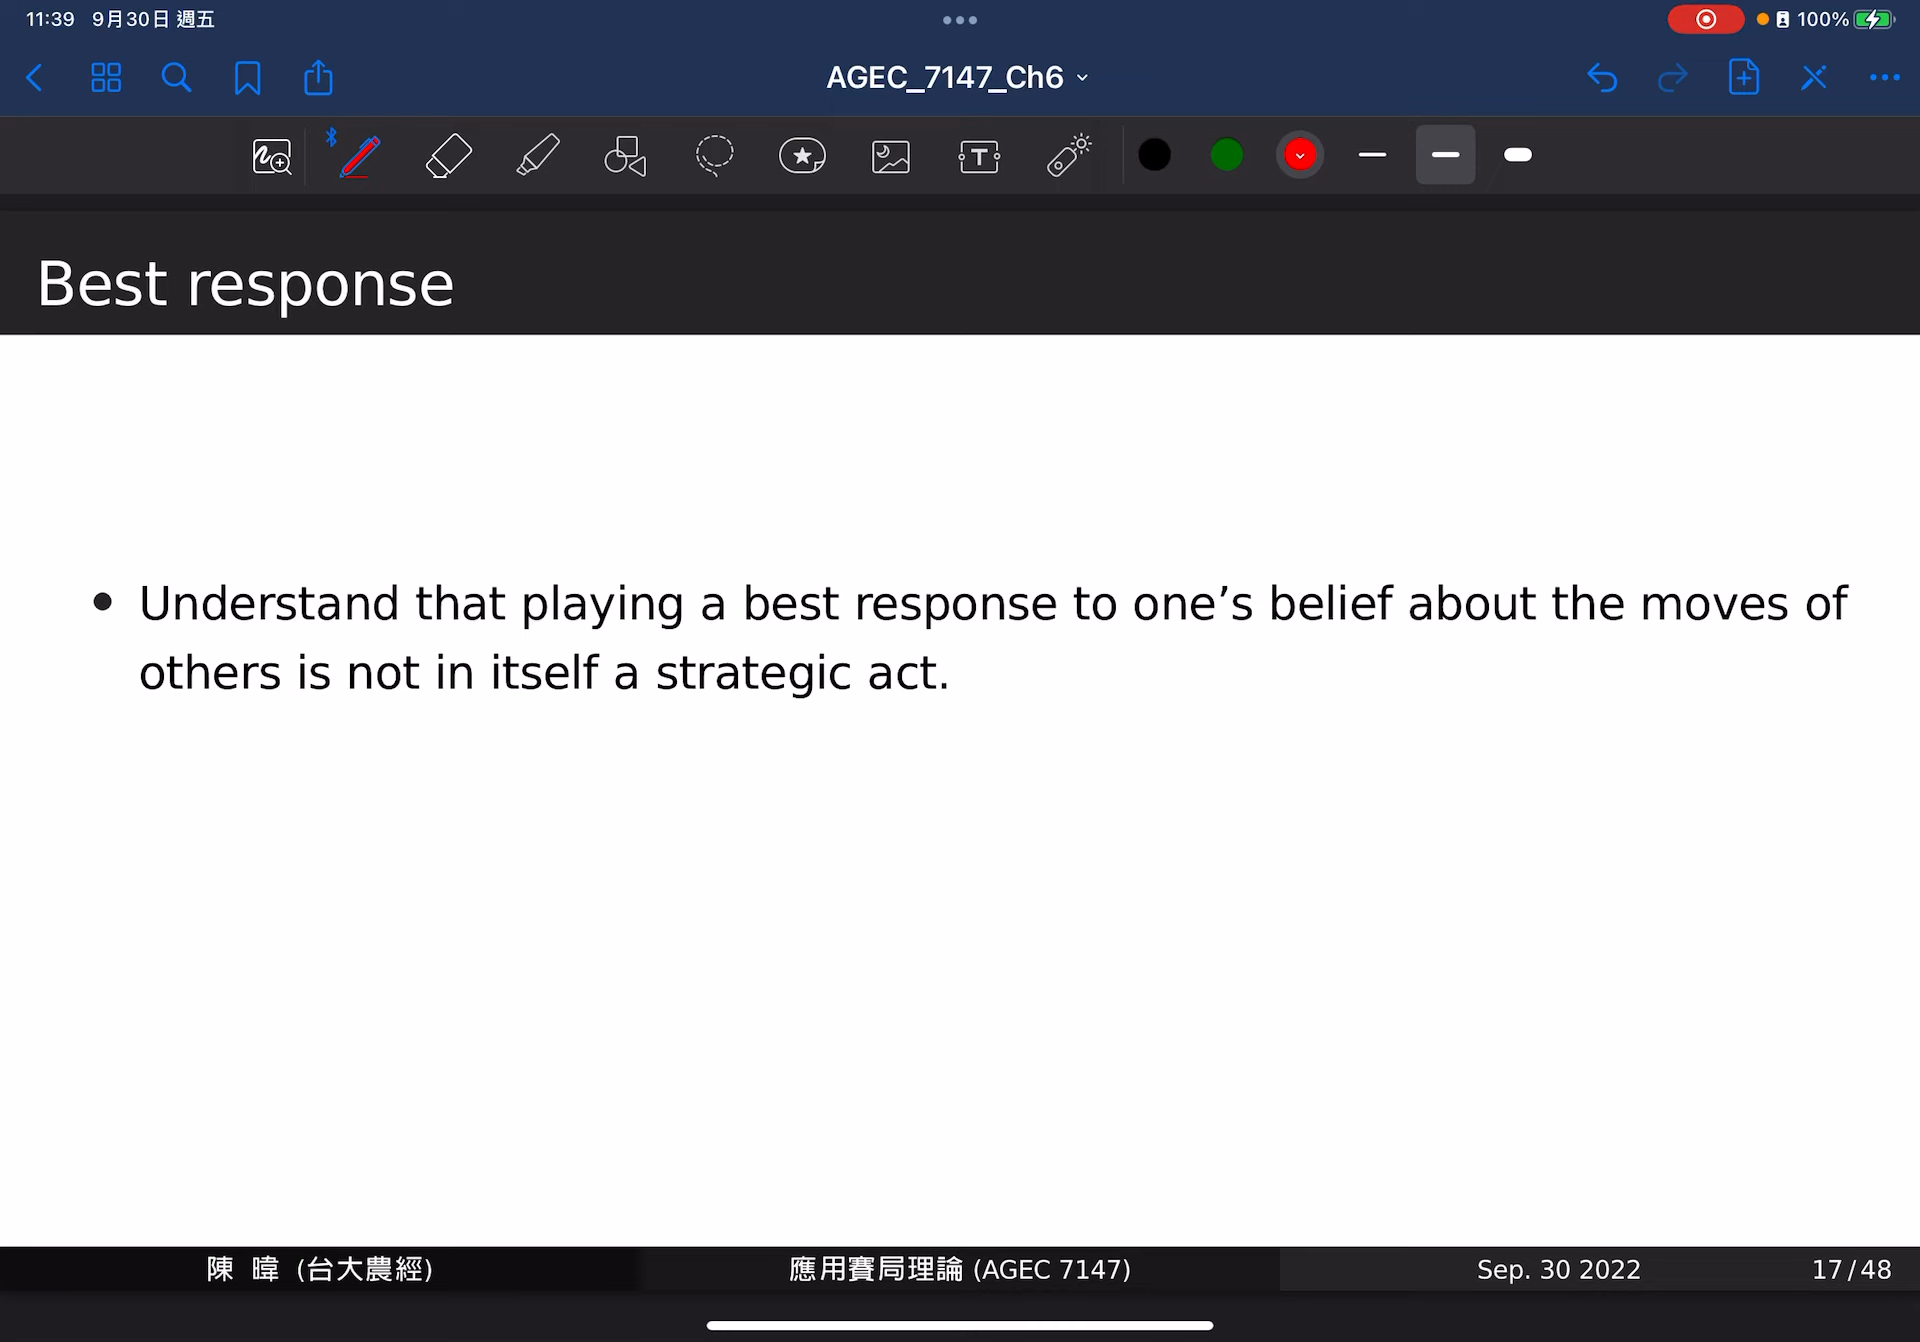 11:39 9月30日 週五
100%
AGEC_7147_Ch6
Best response
• Understand that playing a best response to one’s belief about the moves of
others is not in itself a strategic act.
陳 暐 (台大農經) 應用賽局理論 (AGEC 7147) Sep. 30 2022 17/48